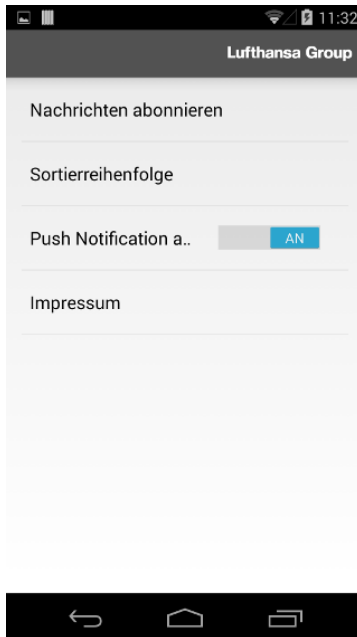 11:32
Lufthansa Group
Nachrichten abonnieren
Sortierreihenfolge
Push Notification a.. AN
Impressum